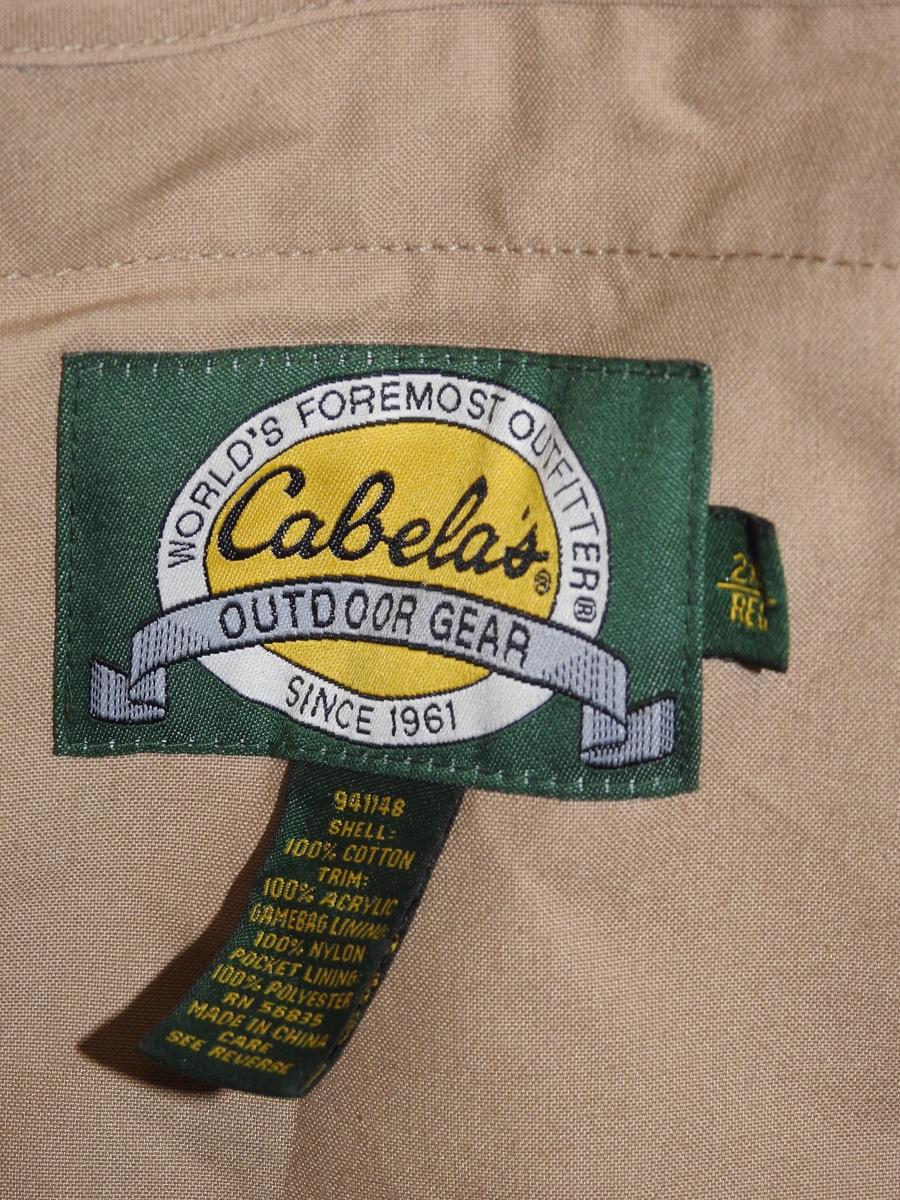 WORLD'S FOREMOST OUTFITTER®
Cabela's®
OUTDOOR GEAR
SINCE 1961
REG
941148
SHELL:
100% COTTON
TRIM:
100% ACRYLIC
GAMEBAG LINING:
100% NYLON
POCKET LINING:
100% POLYESTER
RN 56835
MADE IN CHINA
CARE
SEE REVERSE